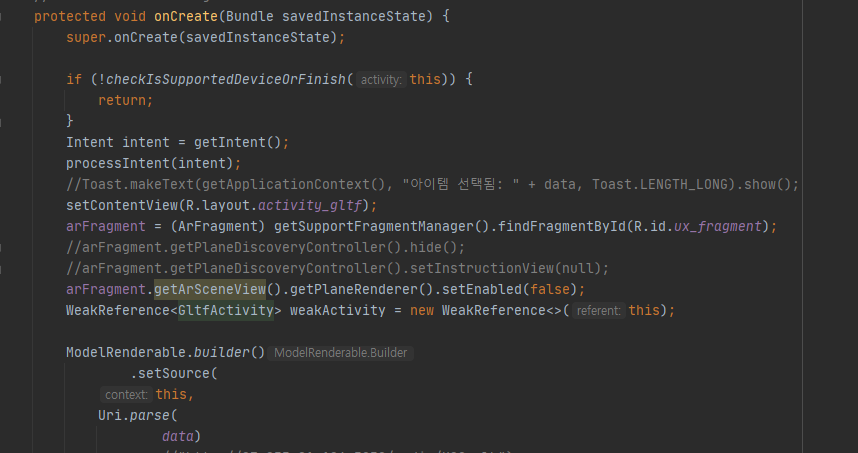 protected void onCreate(Bundle savedInstanceState) {
super.onCreate(savedInstanceState);
if (!checkIsSupportedDeviceOrFinish( activity: this)) {
return;
}
Intent intent = getIntent();
processIntent(intent);
//Toast.makeText(getApplicationContext(), "아이템 선택됨: " + data, Toast.LENGTH_LONG).show();
setContentView(R.layout.activity_gltf);
arFragment = (ArFragment) getSupportFragmentManager().findFragmentById(R.id.ux_fragment);
//arFragment.getPlaneDiscoveryController().hide();
//arFragment.getPlaneDiscoveryController().setInstructionView(null);
arFragment.getArSceneView().getPlaneRenderer().setEnabled(false);
WeakReference<GltfActivity> weakActivity = new WeakReference<>( referent: this);
ModelRenderable.builder() ModelRenderable.Builder
.setSource(
context: this,
Uri.parse(
data)